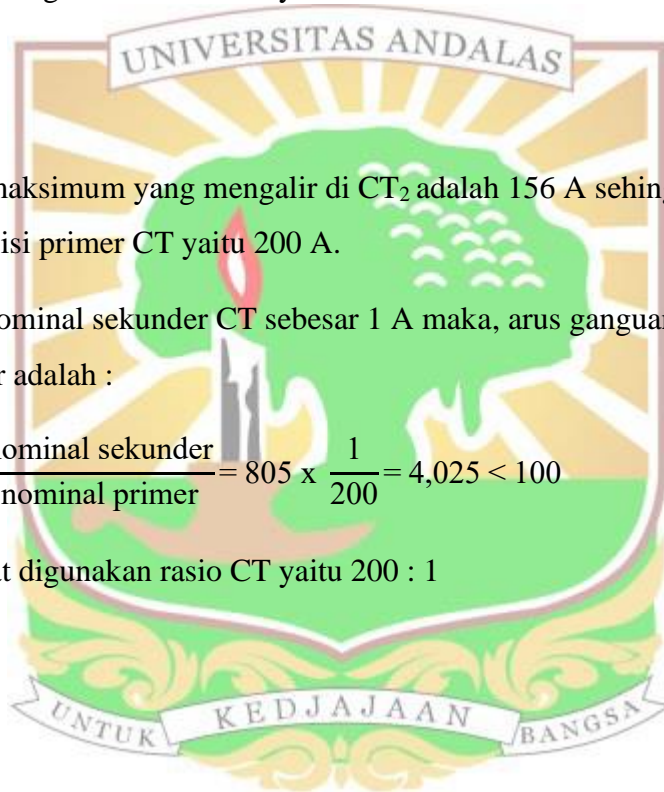 UNIVERSITAS ANDALAS
maksimum yang mengalir di CT₂ adalah 156 A
isi primer CT yaitu 200 A.
ominal sekunder CT sebesar 1 A maka, arus ganguan
r adalah :
nominal sekunder
nominal primer
= 805 x 1/200 = 4,025 < 100
at digunakan rasio CT yaitu 200 : 1
UNTUK KEDJAJAAN BANGSA